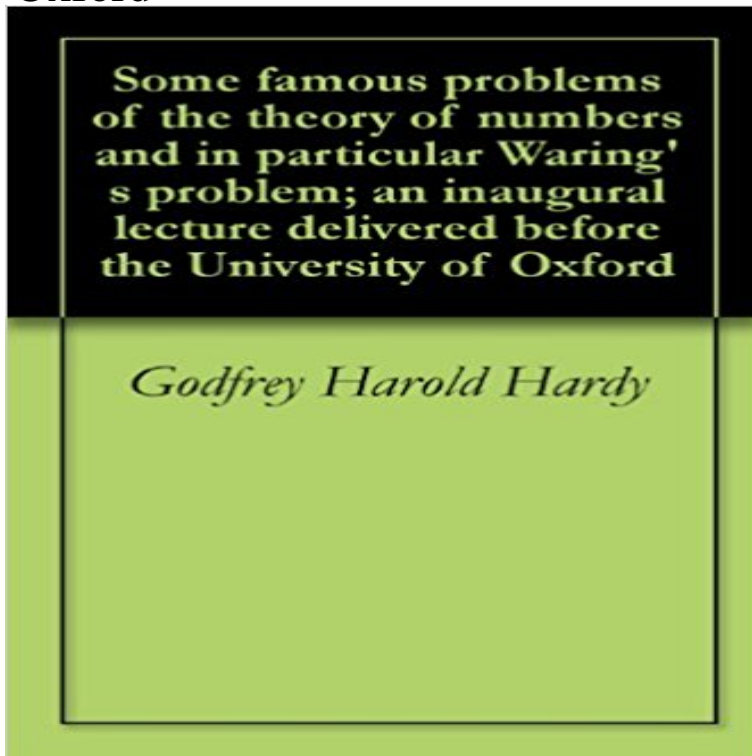 Oxford
Some famous problems
of the theory of numbers
and in particular Waring'
s problem; an inaugural
lecture delivered before
the University of Oxford
Godfrey Harold Hardy